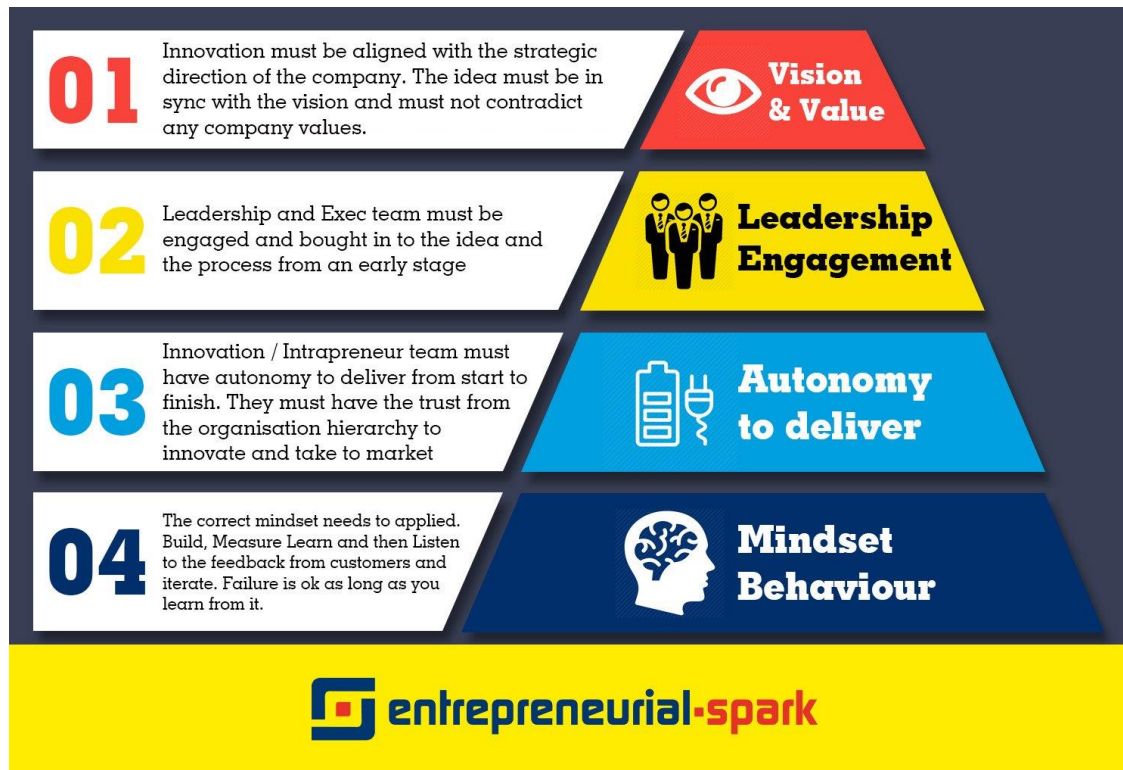 01
Innovation must be aligned with the strategic
direction of the company. The idea must be in
sync with the vision and must not contradict
any company values.
Vision
& Value
02
Leadership and Exec team must be
engaged and bought in to the idea and
the process from an early stage
Leadership
Engagement
03
Innovation / Intrapreneur team must
have autonomy to deliver from start to
finish. They must have the trust from
the organisation hierarchy to
innovate and take to market
Autonomy
to deliver
04
The correct mindset needs to applied.
Build, Measure Learn and then Listen
to the feedback from customers and
iterate. Failure is ok as long as you
learn from it.
Mindset
Behaviour
entrepreneurial-spark